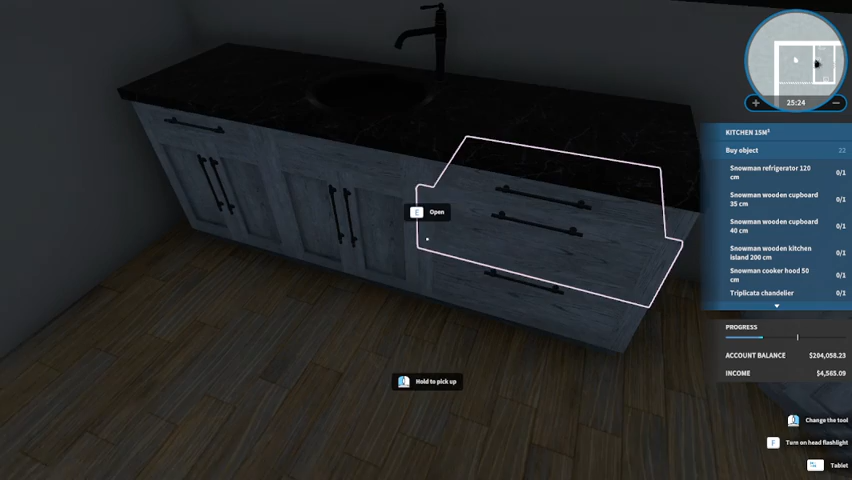 25:24
KITCHEN 15M²
Buy object 22
Snowman refrigerator 120
cm 0/1
Snowman wooden cupboard
35 cm 0/1
Snowman wooden cupboard
40 cm 0/1
Snowman wooden kitchen
island 200 cm 0/1
Snowman cooker hood 50
cm 0/1
Triplicata chandelier 0/1
E Open
PROGRESS
ACCOUNT BALANCE $204,058.23
INCOME $4,565.09
Hold to pick up
Change the tool
F Turn on head flashlight
Tablet